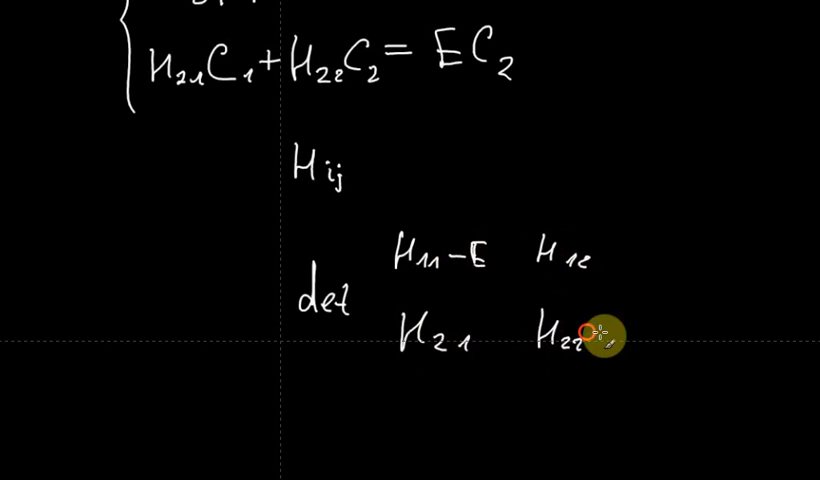 H₂₁C₁+H₂₂C₂= EC₂
Hij
H₁₁-E H₁₂
det
H₂₁ H₂₂